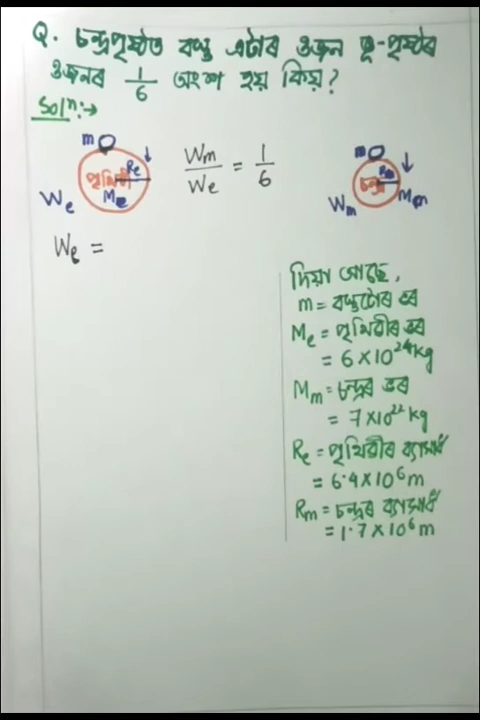 Q. চন্দ্ৰপৃষ্ঠত বস্তু এটাৰ ওজন ভূ-পৃষ্ঠৰ
ওজনৰ 1/6 অংশ হয় কিয়?
Solⁿ:→
m
Re
পৃথিৱী
Me
We
Wm/We = 1/6
m
Rm
চন্দ্ৰ
Mm
Wm
We =
দিয়া আছে,
m = বস্তুটোৰ ভৰ
Me = পৃথিৱীৰ ভৰ
= 6×10²⁴kg
Mm = চন্দ্ৰৰ ভৰ
= 7×10²² kg
Re = পৃথিৱীৰ ব্যাসাৰ্ধ
= 6.4×10⁶m
Rm = চন্দ্ৰৰ ব্যাসাৰ্ধ
= 1.7×10⁶m